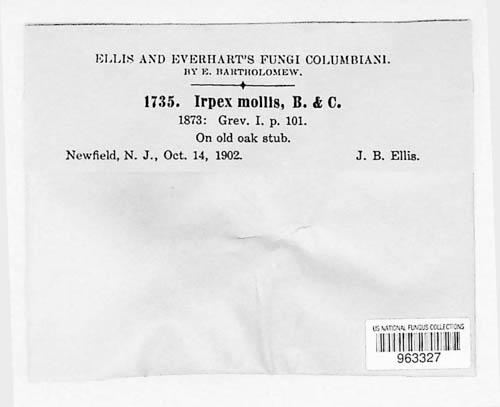 ELLIS AND EVERHART'S FUNGI COLUMBIANI.
BY E. BARTHOLOMEW.
1735. Irpex mollis, B. & C.
1873: Grev. I. p. 101.
On old oak stub.
Newfield, N. J., Oct. 14, 1902. J. B. Ellis.
US NATIONAL FUNGUS COLLECTIONS
963327